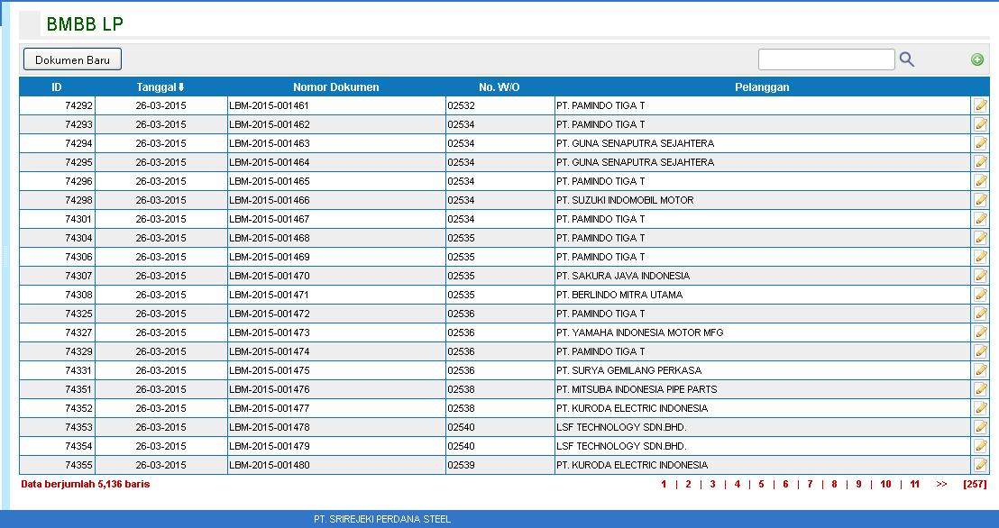 BMBB LP
Dokumen Baru
ID Tanggal Nomor Dokumen No. W/O Pelanggan
74292 26-03-2015 LBM-2015-001461 02532 PT. PAMINDO TIGA T
74293 26-03-2015 LBM-2015-001462 02534 PT. PAMINDO TIGA T
74294 26-03-2015 LBM-2015-001463 02534 PT. GUNA SENAPUTRA SEJAHTERA
74295 26-03-2015 LBM-2015-001464 02534 PT. GUNA SENAPUTRA SEJAHTERA
74296 26-03-2015 LBM-2015-001465 02534 PT. PAMINDO TIGA T
74298 26-03-2015 LBM-2015-001466 02534 PT. SUZUKI INDOMOBIL MOTOR
74301 26-03-2015 LBM-2015-001467 02534 PT. PAMINDO TIGA T
74304 26-03-2015 LBM-2015-001468 02535 PT. PAMINDO TIGA T
74306 26-03-2015 LBM-2015-001469 02535 PT. PAMINDO TIGA T
74307 26-03-2015 LBM-2015-001470 02535 PT. SAKURA JAVA INDONESIA
74308 26-03-2015 LBM-2015-001471 02535 PT. BERLINDO MITRA UTAMA
74325 26-03-2015 LBM-2015-001472 02536 PT. PAMINDO TIGA T
74327 26-03-2015 LBM-2015-001473 02536 PT. YAMAHA INDONESIA MOTOR MFG
74329 26-03-2015 LBM-2015-001474 02536 PT. PAMINDO TIGA T
74331 26-03-2015 LBM-2015-001475 02536 PT. SURYA GEMILANG PERKASA
74351 26-03-2015 LBM-2015-001476 02538 PT. MITSUBA INDONESIA PIPE PARTS
74352 26-03-2015 LBM-2015-001477 02538 PT. KURODA ELECTRIC INDONESIA
74353 26-03-2015 LBM-2015-001478 02540 LSF TECHNOLOGY SDN.BHD.
74354 26-03-2015 LBM-2015-001479 02540 LSF TECHNOLOGY SDN.BHD.
74355 26-03-2015 LBM-2015-001480 02539 PT. KURODA ELECTRIC INDONESIA
Data berjumlah 5,136 baris 1 | 2 | 3 | 4 | 5 | 6 | 7 | 8 | 9 | 10 | 11 >> [257]
PT. SRIREJEKI PERDANA STEEL